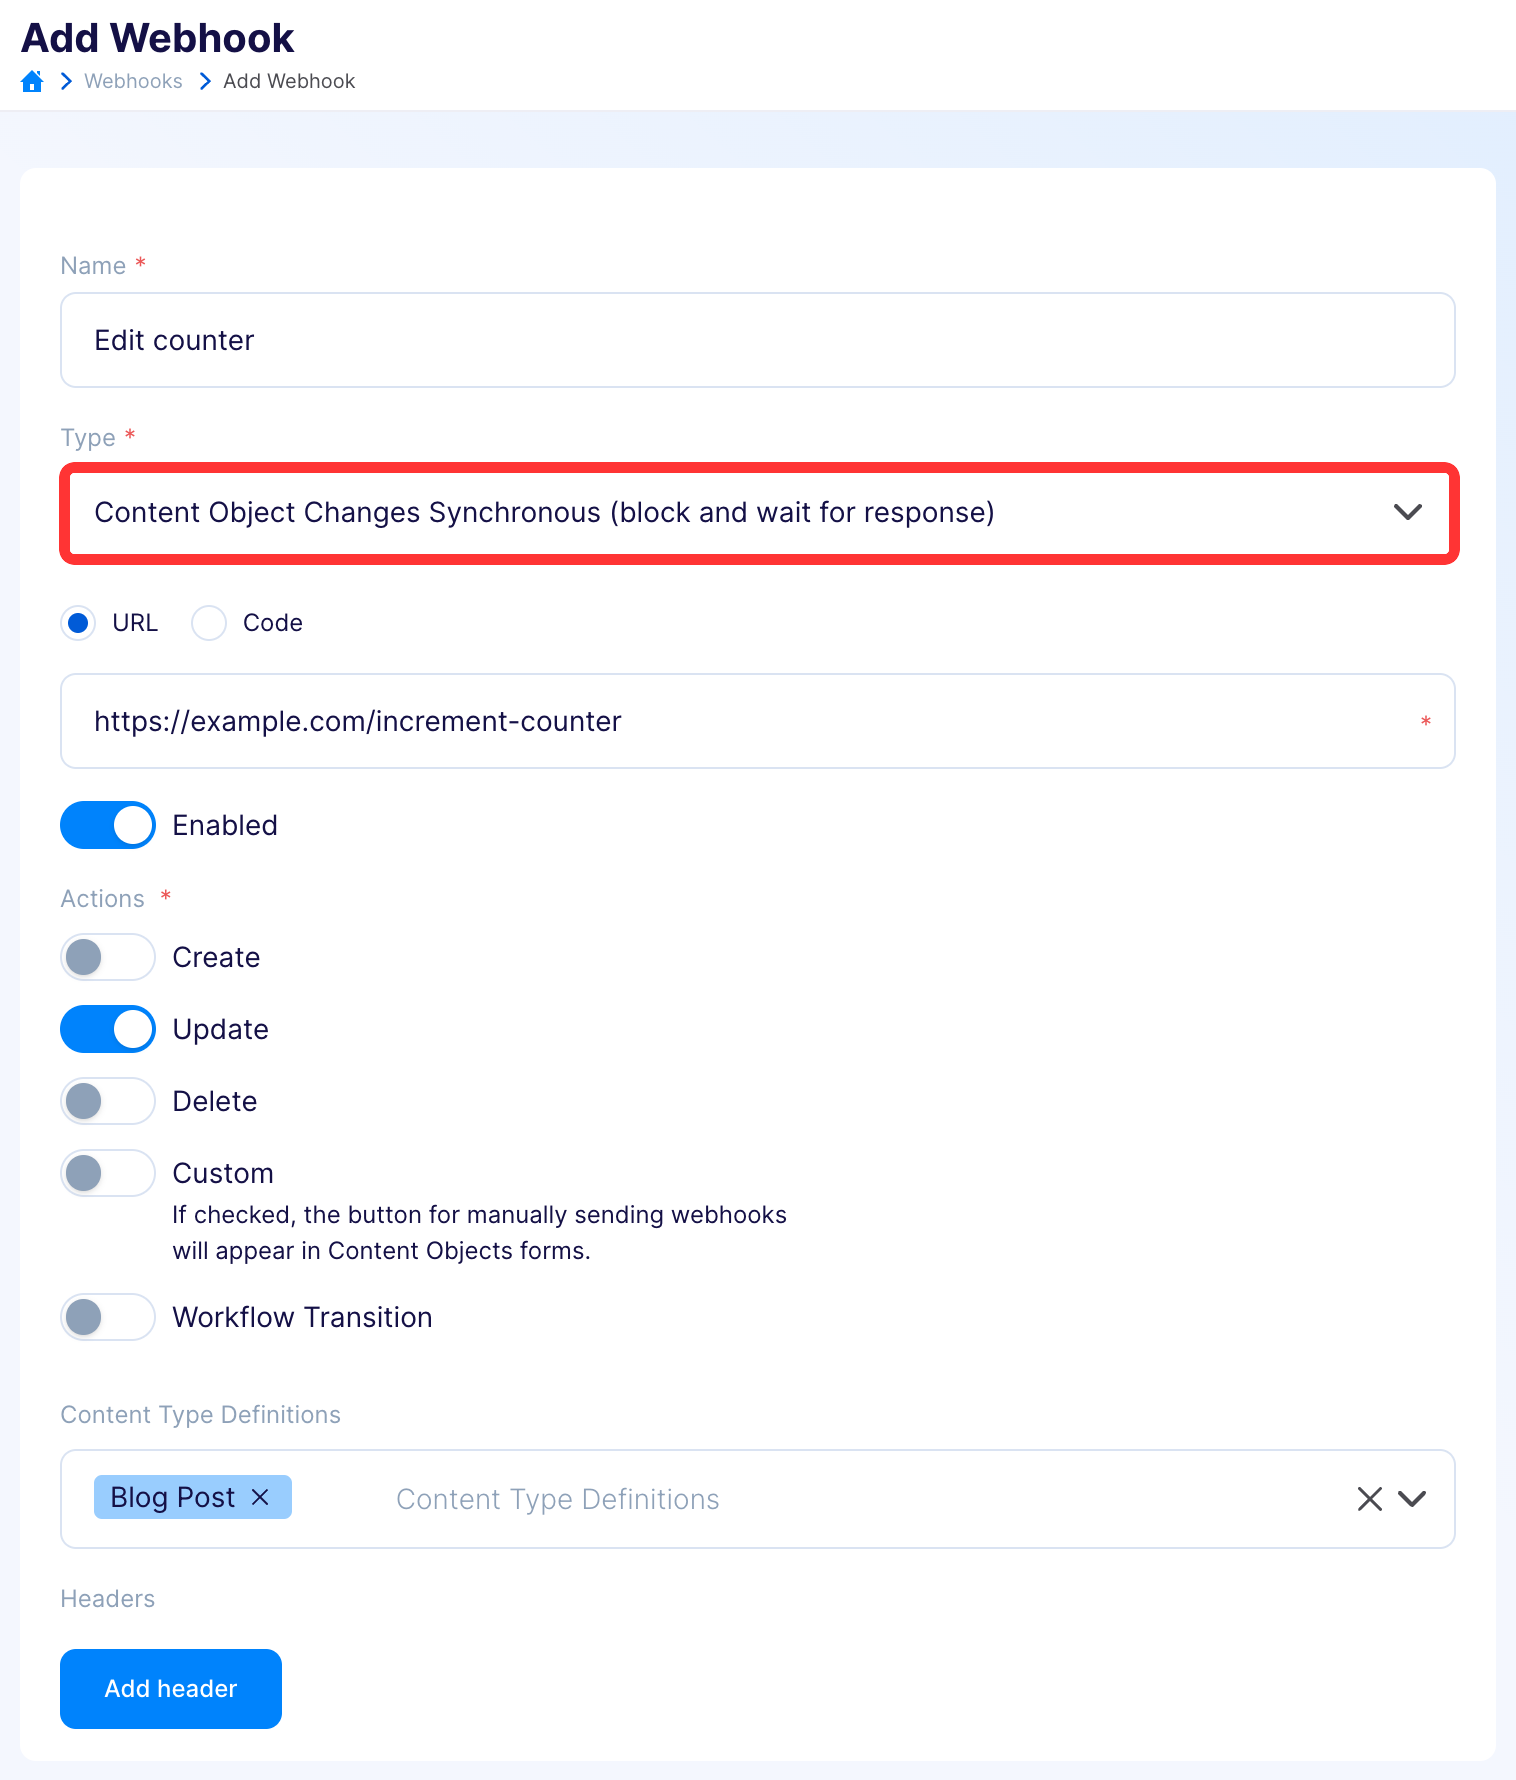 Add Webhook
Webhooks Add Webhook
Name *
Edit counter
Type *
Content Object Changes Synchronous (block and wait for response)
URL Code
https://example.com/increment-counter *
Enabled
Actions *
Create
Update
Delete
Custom
If checked, the button for manually sending webhooks
will appear in Content Objects forms.
Workflow Transition
Content Type Definitions
Blog Post Content Type Definitions
Headers
Add header